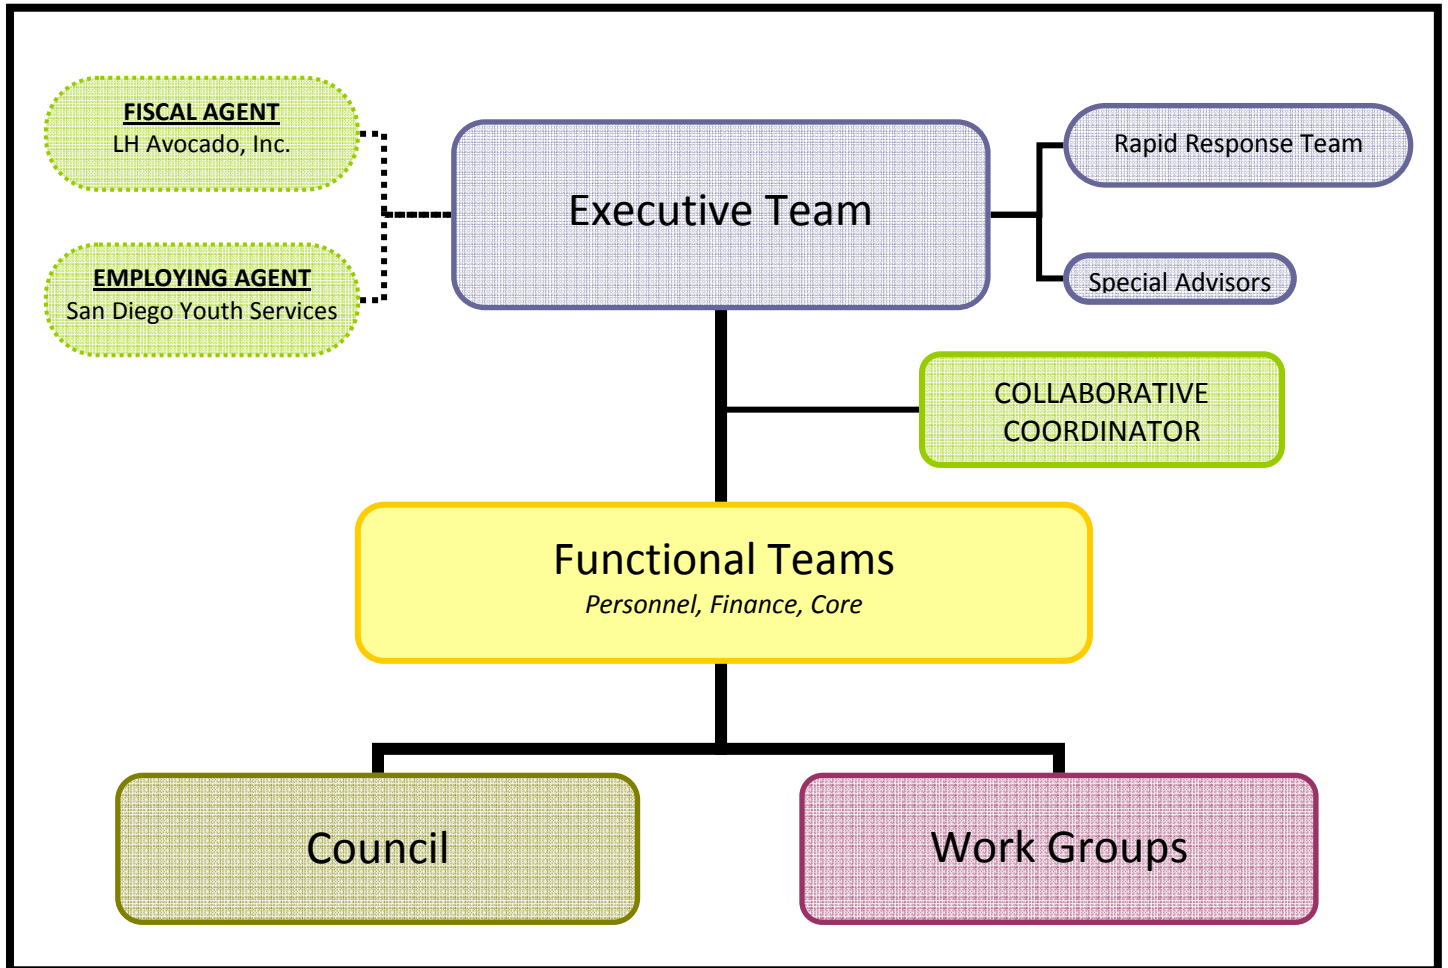 FISCAL AGENT
LH Avocado, Inc.
EMPLOYING AGENT
San Diego Youth Services
Executive Team
Rapid Response Team
Special Advisors
COLLABORATIVE
COORDINATOR
Functional Teams
Personnel, Finance, Core
Council
Work Groups